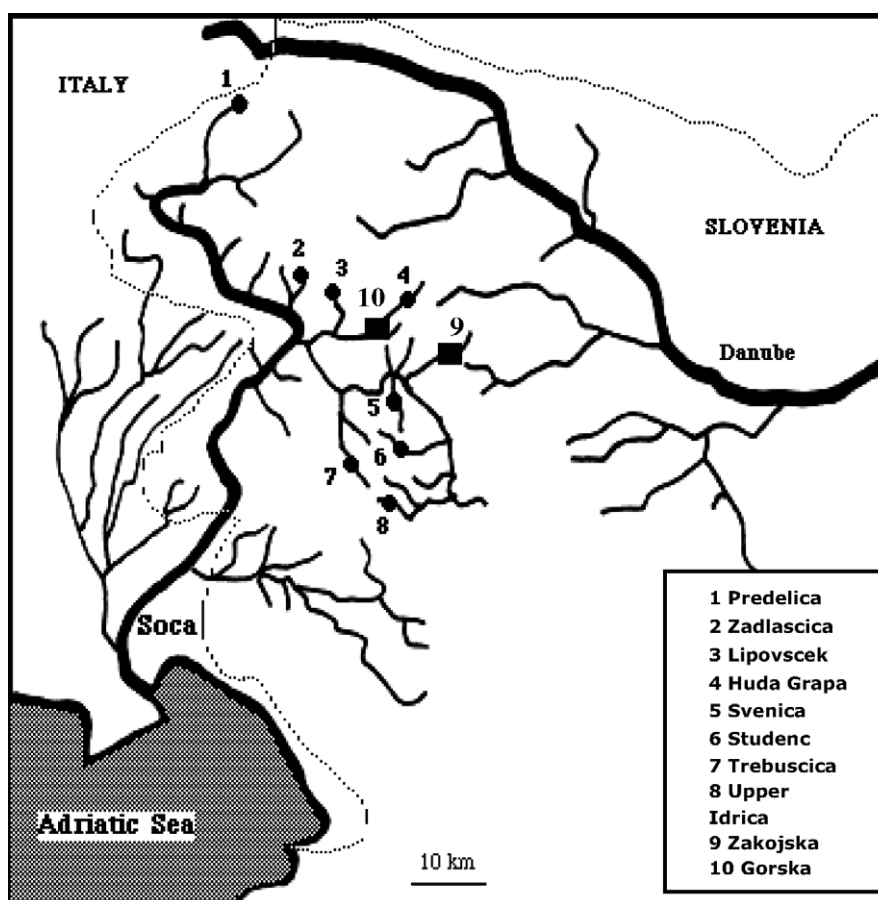 ITALY
1
SLOVENIA
2
3
4
10
9
Danube
5
6
7
8
Soca
Adriatic Sea
10 km
1 Predelica
2 Zadlascica
3 Lipovscek
4 Huda Grapa
5 Svenica
6 Studenc
7 Trebuscica
8 Upper
Idrica
9 Zakojska
10 Gorska